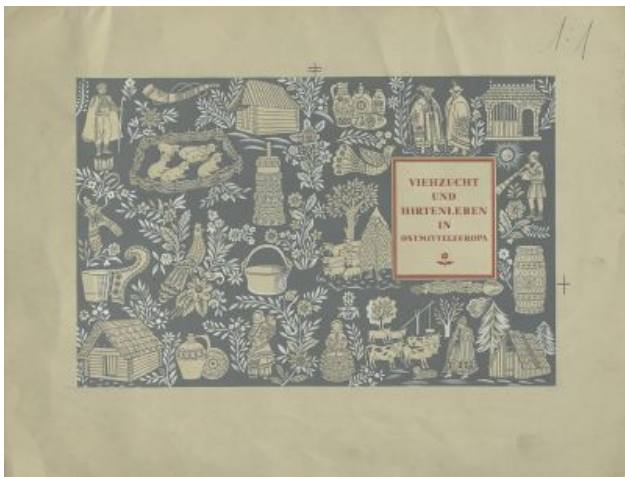 1:1
VIEHZUCHT
UND
HIRTENLEBEN
IN
OSTMITTELEUROPA